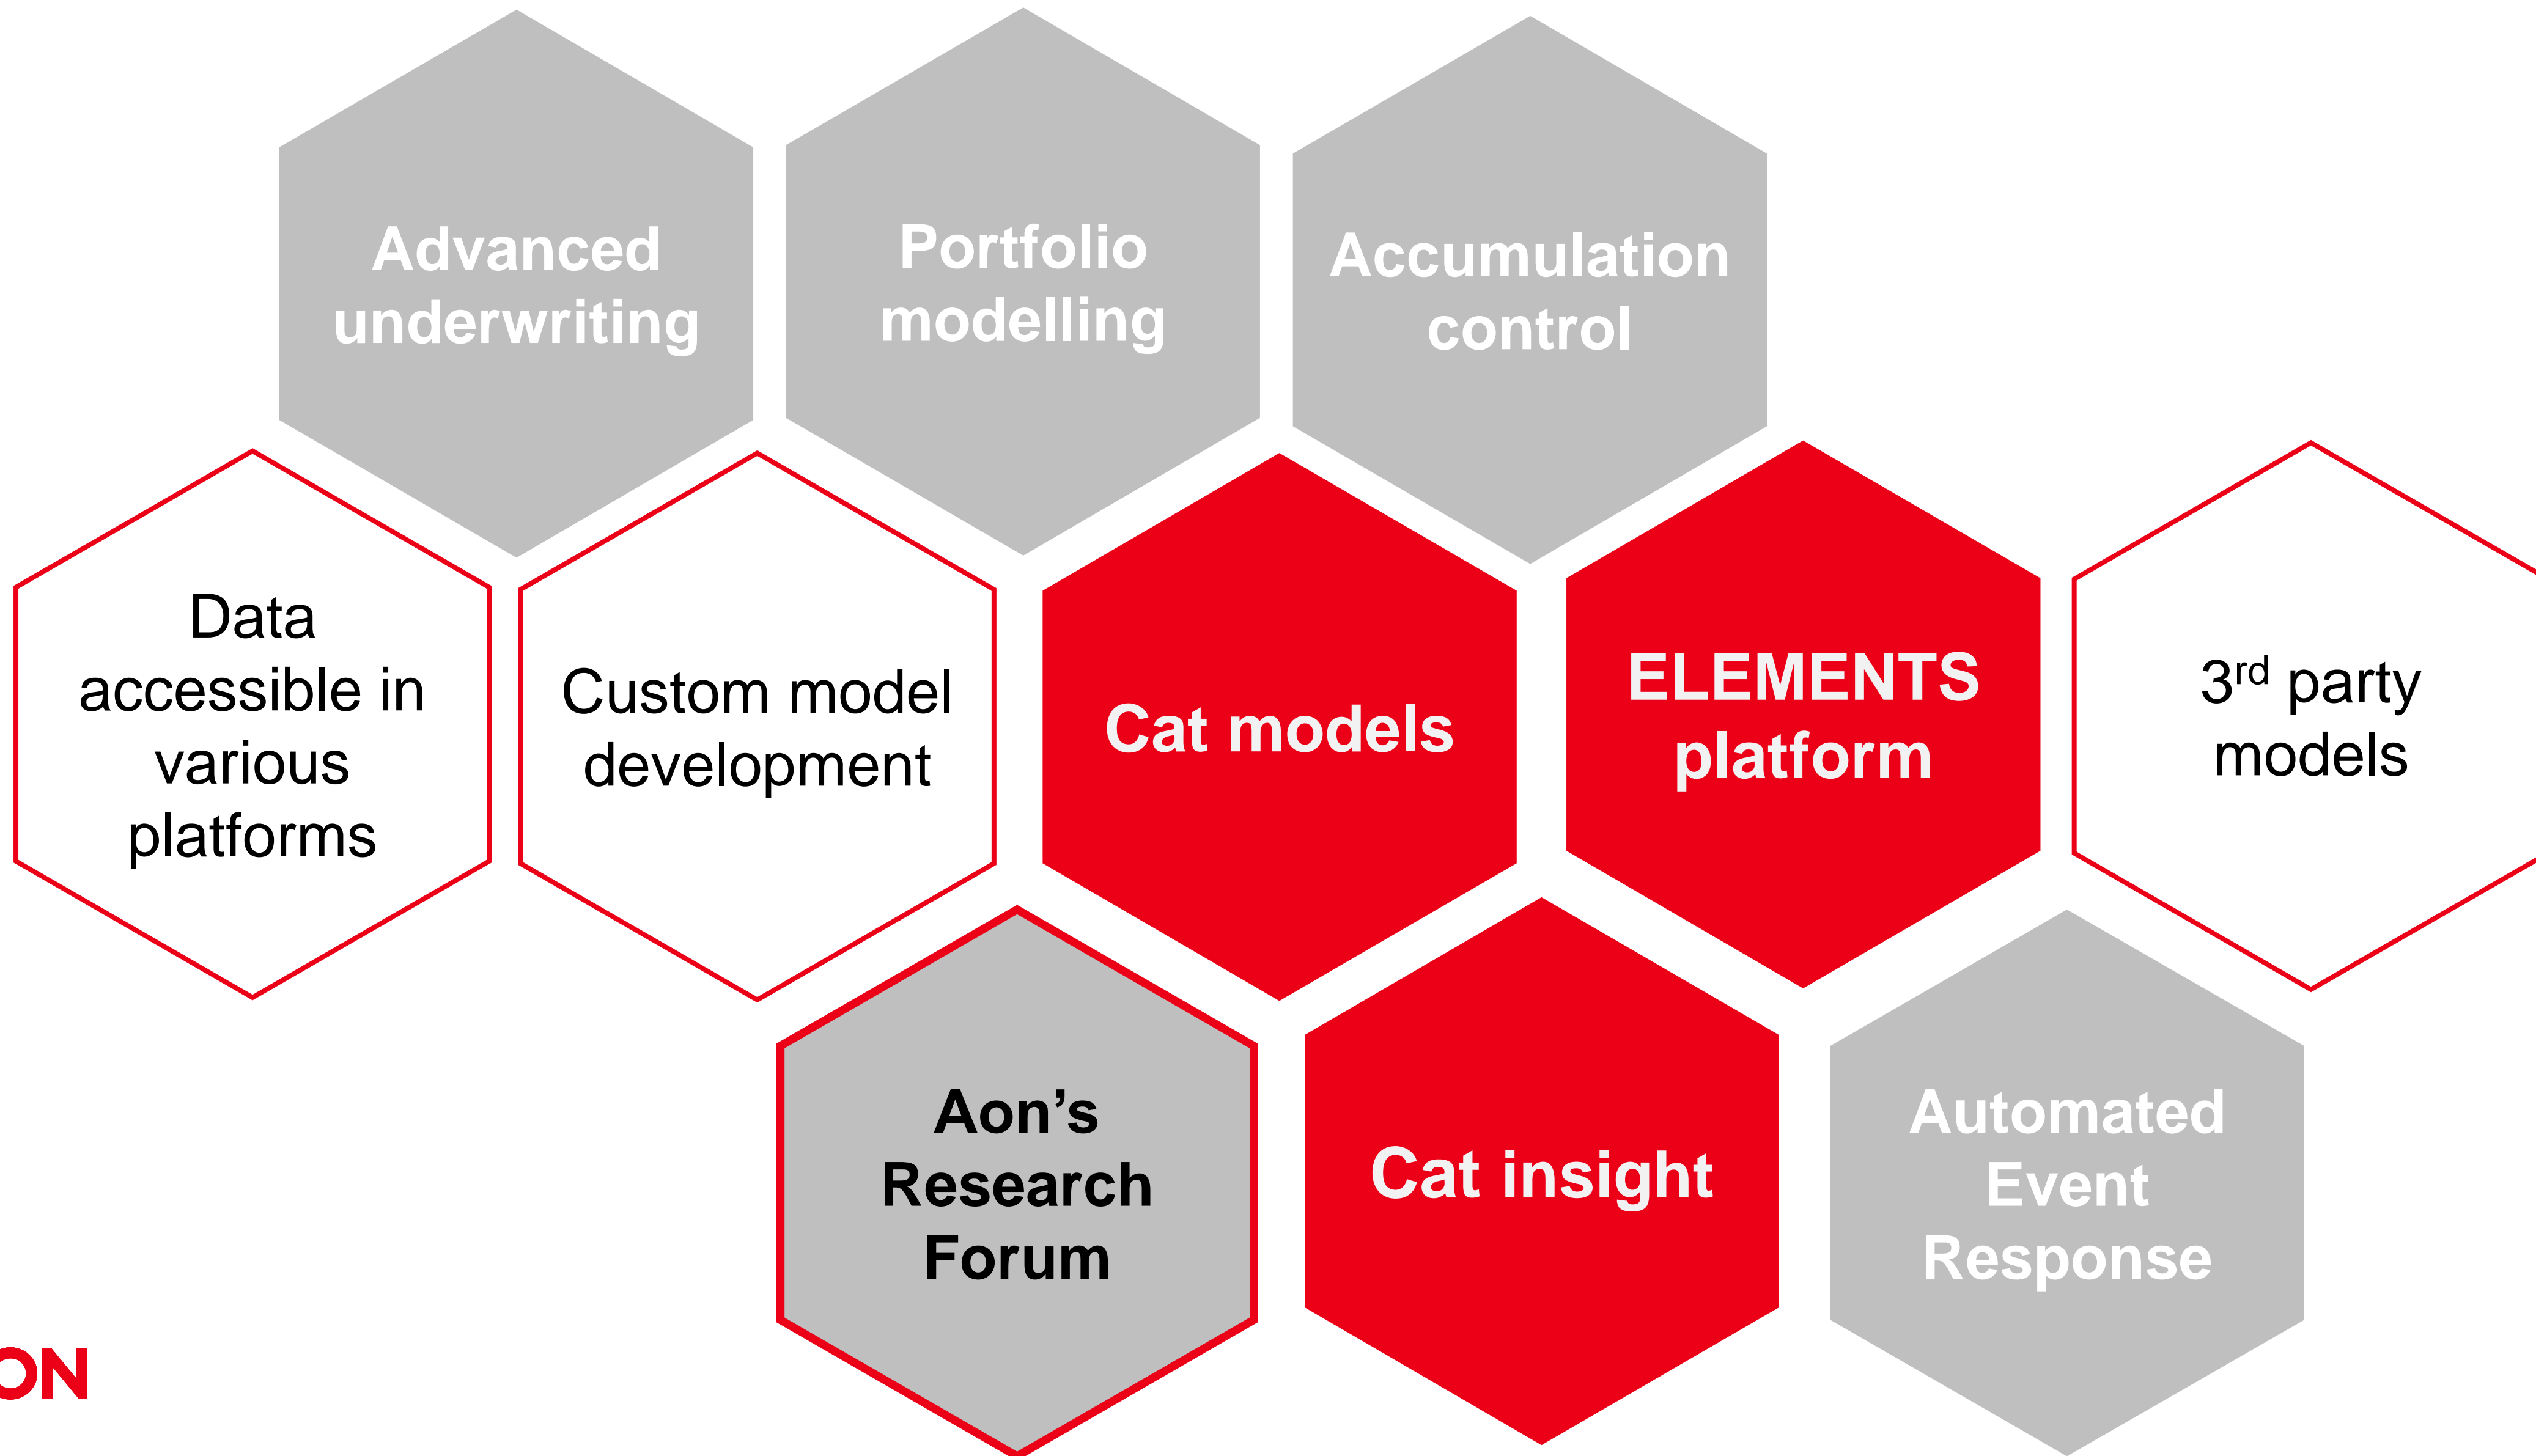 Advanced
underwriting
Portfolio
modelling
Accumulation
control
Data
accessible in
various
platforms
Custom model
development
Cat models
ELEMENTS
platform
3rd party
models
Aon’s
Research
Forum
Cat insight
Automated
Event
Response
ON